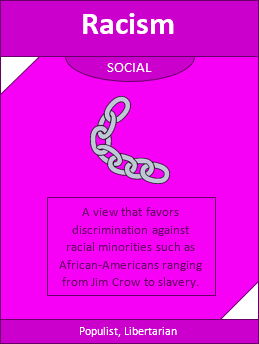 Racism
SOCIAL
A view that favors
discrimination against
racial minorities such as
African-Americans ranging
from Jim Crow to slavery.
Populist, Libertarian